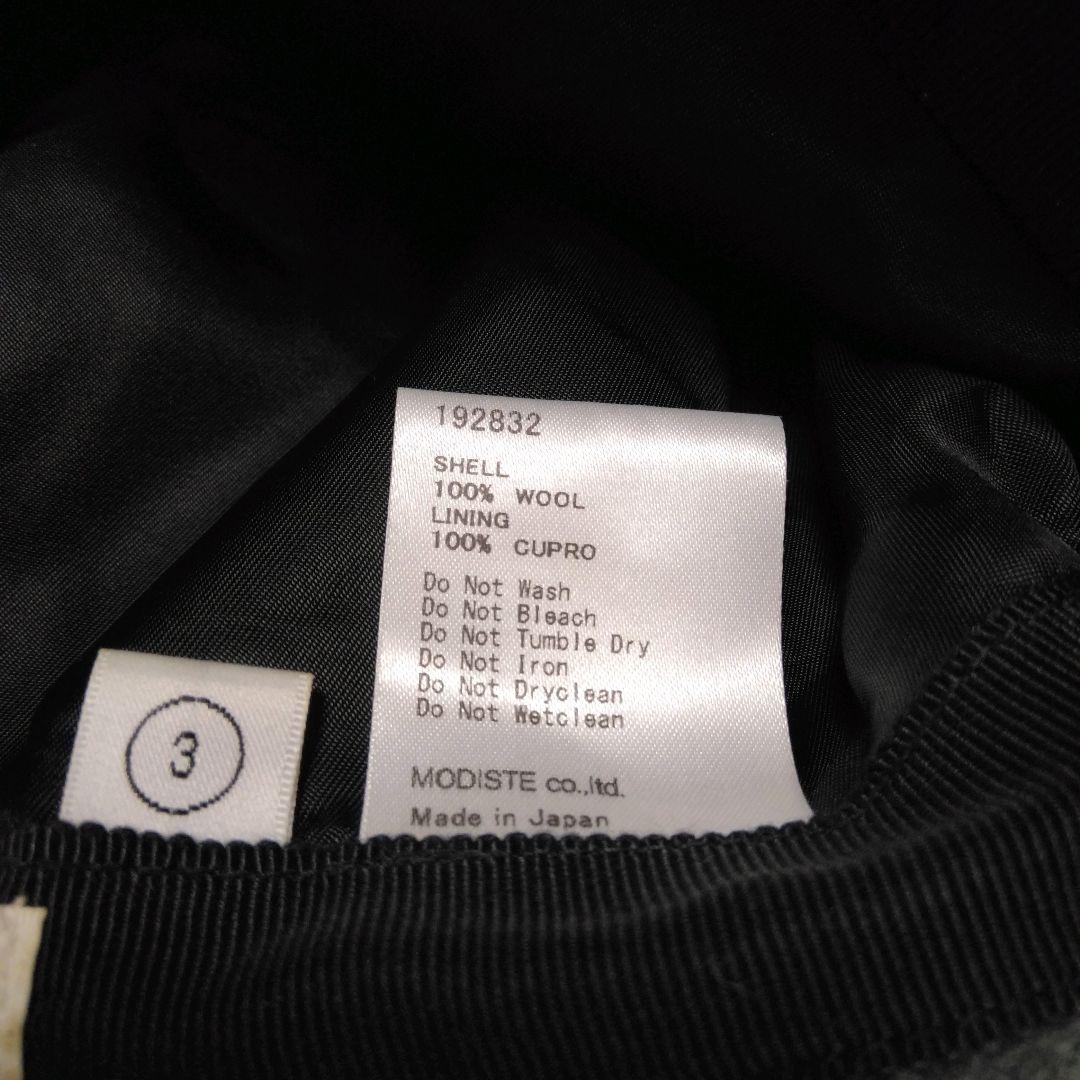 192832
SHELL
100% WOOL
LINING
100% CUPRO
Do Not Wash
Do Not Bleach
Do Not Tumble Dry
Do Not Iron
Do Not Dryclean
Do Not Wetclean
MODISTE co.,ltd.
Made in Japan
3